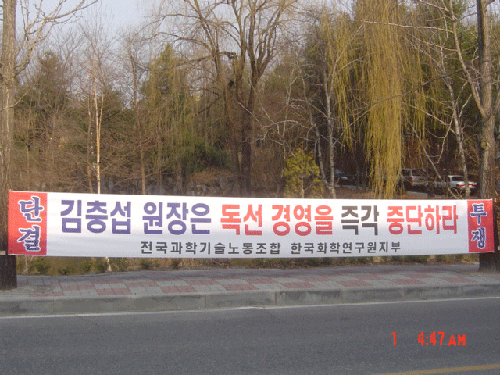 단결
김충섭 원장은 독선 경영을 즉각 중단하라
전국과학기술노동조합 한국화학연구원지부
투쟁
1 4:47AM